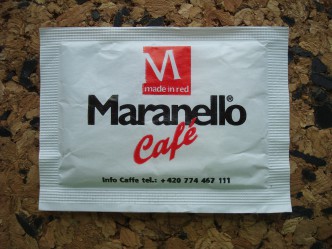 M
made in red
Maranello®
Café
Info Caffe tel.: +420 774 467 111